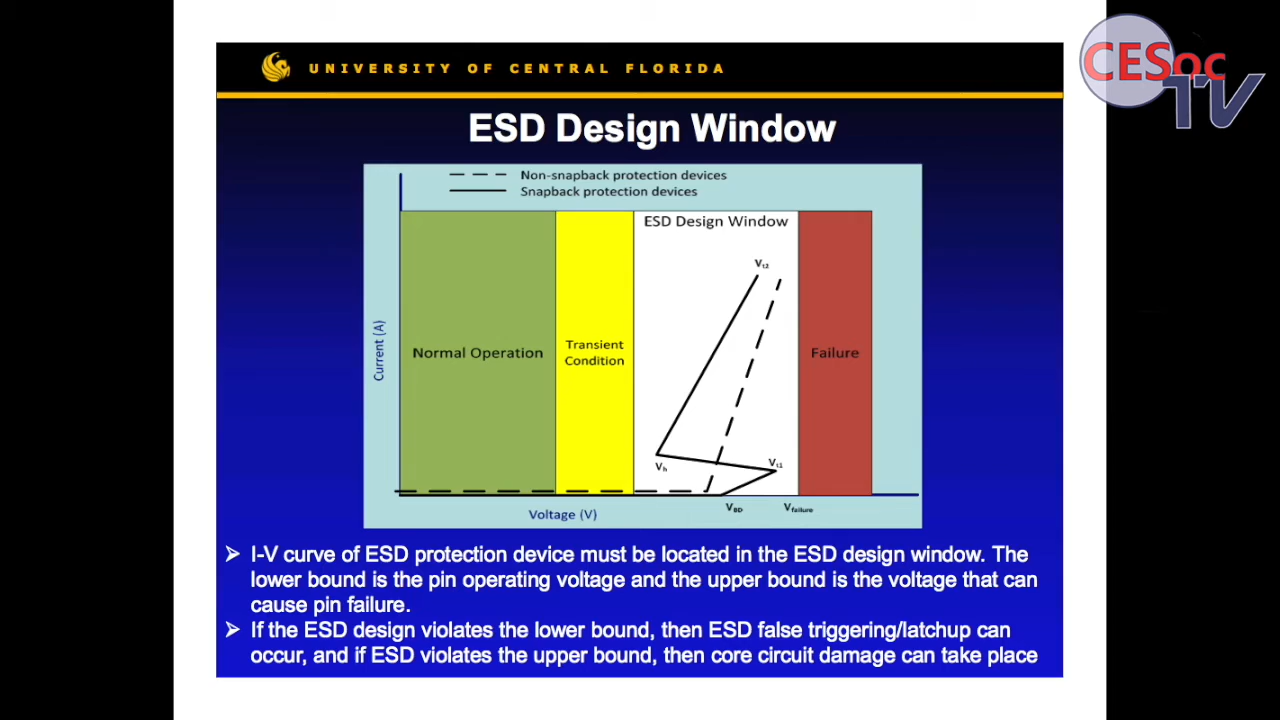 CESoc
TV
UNIVERSITY OF CENTRAL FLORIDA
ESD Design Window
Non-snapback protection devices
Snapback protection devices
ESD Design Window
Vt2
Current (A)
Normal Operation
Transient
Condition
Failure
Vh
Vt1
VBD
Vfailure
Voltage (V)
➢ I-V curve of ESD protection device must be located in the ESD design window. The
lower bound is the pin operating voltage and the upper bound is the voltage that can
cause pin failure.
➢ If the ESD design violates the lower bound, then ESD false triggering/latchup can
occur, and if ESD violates the upper bound, then core circuit damage can take place